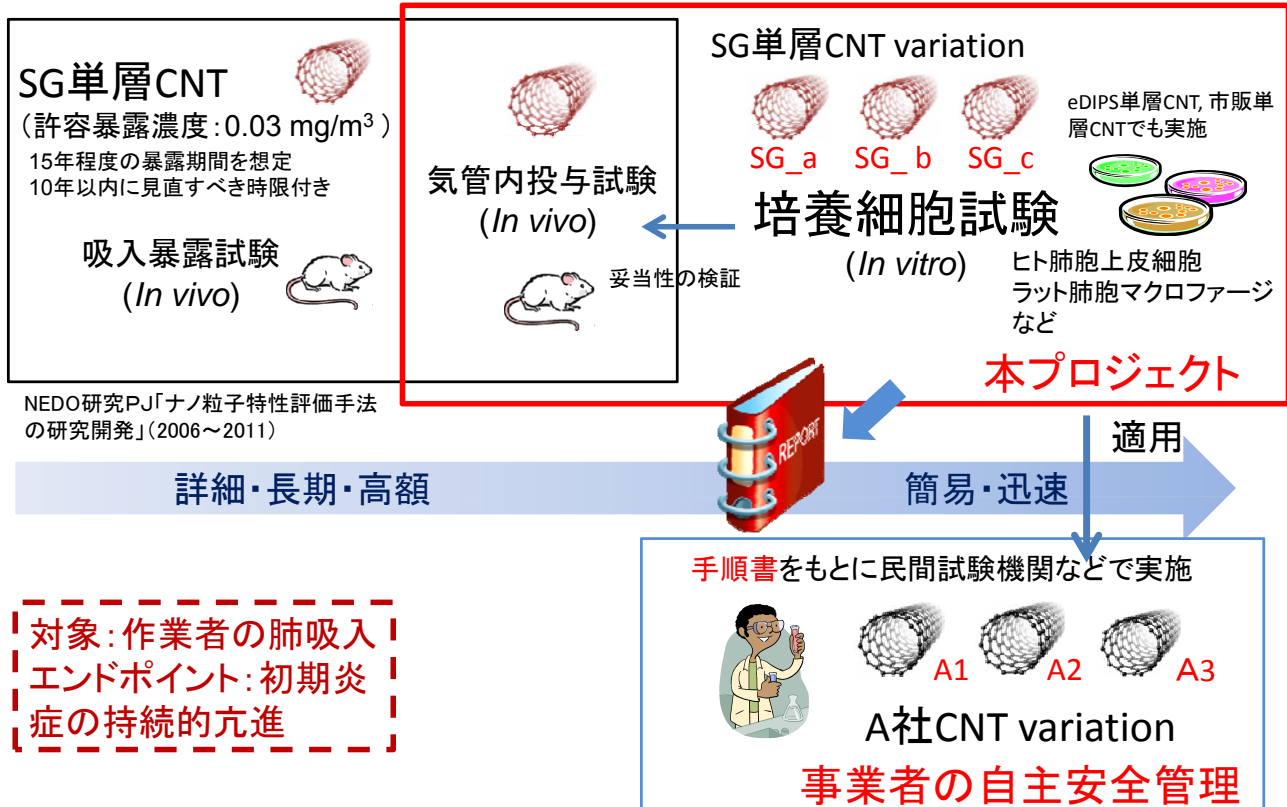 SG単層CNT
(許容暴露濃度:0.03 mg/m³)
15年程度の暴露期間を想定
10年以内に見直すべき時限付き
吸入暴露試験
(In vivo)
気管内投与試験
(In vivo)
妥当性の検証
SG単層CNT variation
SG_a SG_b SG_c
eDIPS単層CNT, 市販単
層CNTでも実施
培養細胞試験
(In vitro)
ヒト肺胞上皮細胞
ラット肺胞マクロファージ
など
本プロジェクト
NEDO研究PJ「ナノ粒子特性評価手法
の研究開発」(2006~2011)
REPORT
適用
詳細・長期・高額
簡易・迅速
手順書をもとに民間試験機関などで実施
A1 A2 A3
A社CNT variation
事業者の自主安全管理
対象:作業者の肺吸入
エンドポイント:初期炎
症の持続的亢進